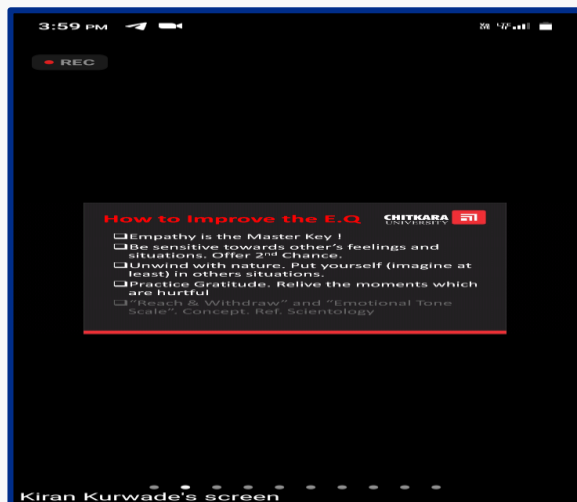 3:59 PM
REC
How to Improve the E.Q
CHITKARA
UNIVERSITY
❑Empathy is the Master Key !
❑Be sensitive towards other's feelings and
situations. Offer 2nd Chance.
❑Unwind with nature. Put yourself (imagine at
least) in others situations.
❑Practice Gratitude. Relive the moments which
are hurtful
❑"Reach & Withdraw" and "Emotional Tone
Scale". Concept. Ref. Scientology
Kiran Kurwade's screen